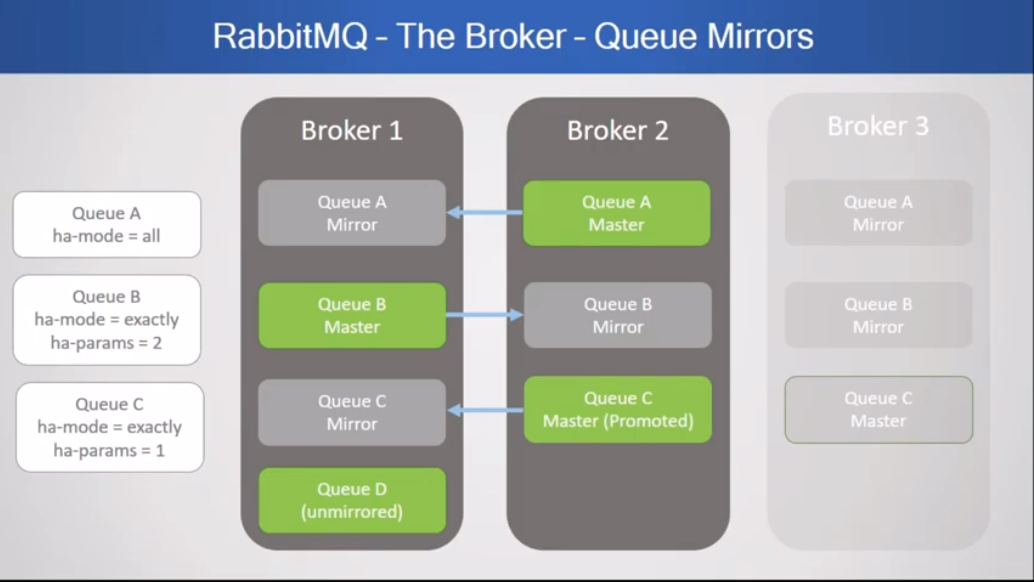 RabbitMQ – The Broker – Queue Mirrors
Queue A
ha-mode = all
Queue B
ha-mode = exactly
ha-params = 2
Queue C
ha-mode = exactly
ha-params = 1
Broker 1
Queue A
Mirror
Queue B
Master
Queue C
Mirror
Queue D
(unmirrored)
Broker 2
Queue A
Master
Queue B
Mirror
Queue C
Master (Promoted)
Broker 3
Queue A
Mirror
Queue B
Mirror
Queue C
Master